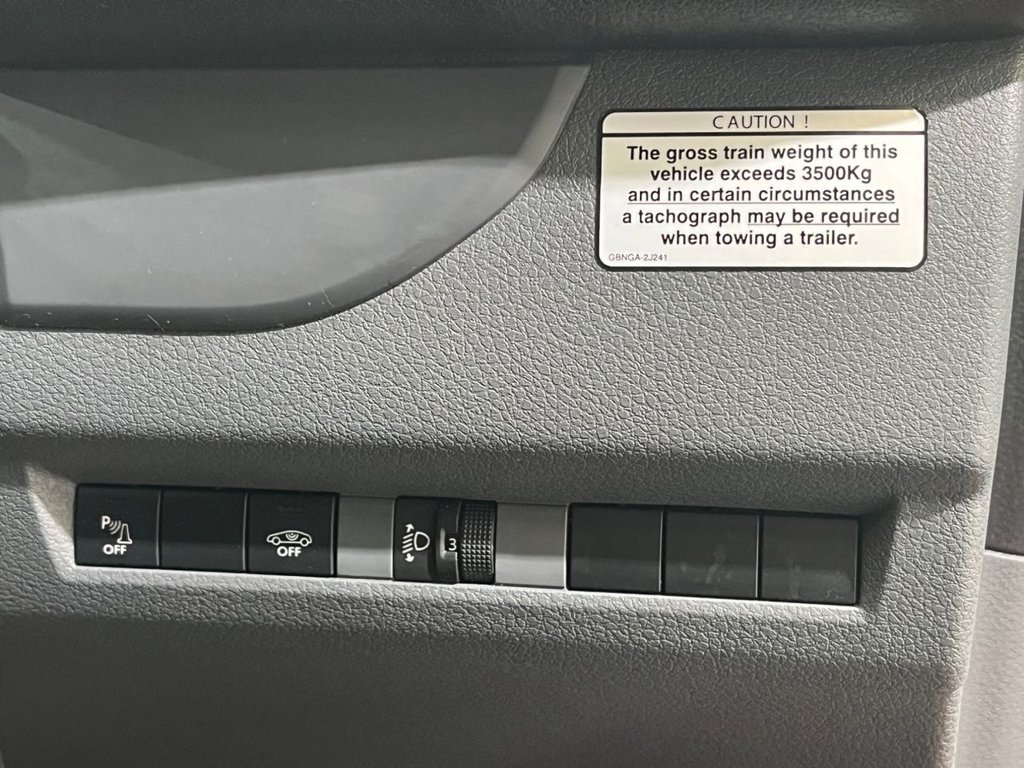 CAUTION !
The gross train weight of this
vehicle exceeds 3500Kg
and in certain circumstances
a tachograph may be required
when towing a trailer.
GBNGA-2J241
P
OFF
OFF
3